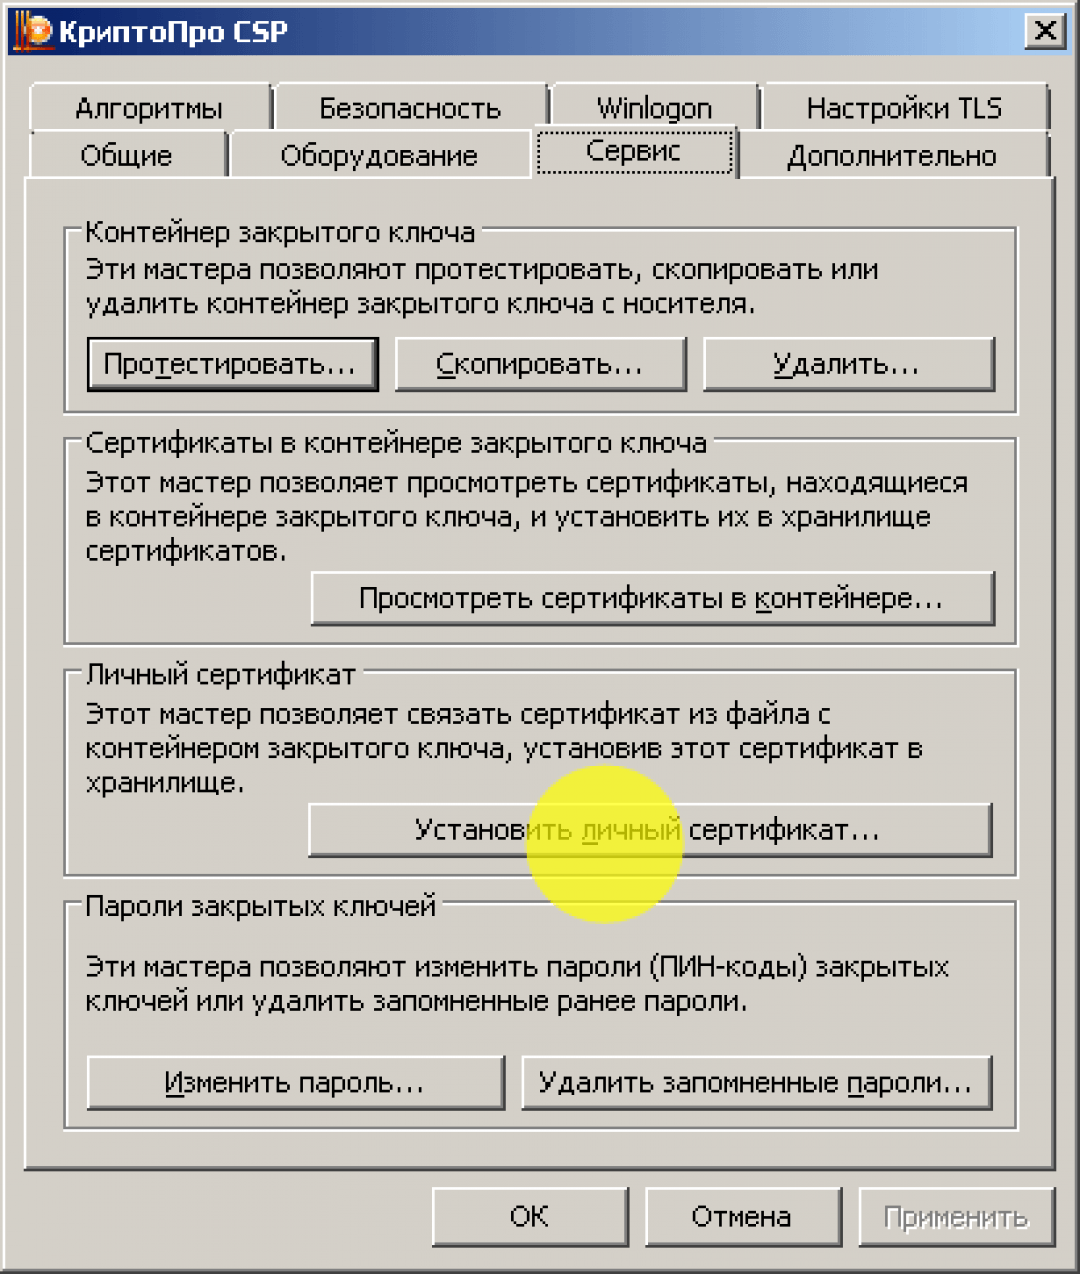 КриптоПро CSP
Алгоритмы Безопасность Winlogon Настройки TLS
Общие Оборудование Сервис Дополнительно
Контейнер закрытого ключа
Эти мастера позволяют протестировать, скопировать или
удалить контейнер закрытого ключа с носителя.
Протестировать... Скопировать... Удалить...
Сертификаты в контейнере закрытого ключа
Этот мастер позволяет просмотреть сертификаты, находящиеся
в контейнере закрытого ключа, и установить их в хранилище
сертификатов.
Просмотреть сертификаты в контейнере...
Личный сертификат
Этот мастер позволяет связать сертификат из файла с
контейнером закрытого ключа, установив этот сертификат в
хранилище.
Установить личный сертификат...
Пароли закрытых ключей
Эти мастера позволяют изменить пароли (ПИН-коды) закрытых
ключей или удалить запомненные ранее пароли.
Изменить пароль... Удалить запомненные пароли...
ОК Отмена Применить